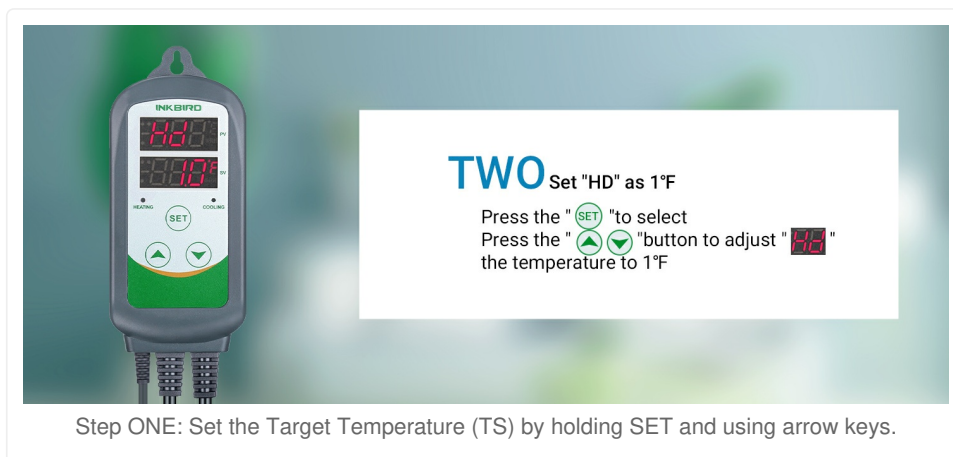 INKBIRD
Hd
PV
1.0°F
SV
HEATING
COOLING
SET
TWO Set "HD" as 1°F
Press the " SET "to select
Press the " "button to adjust " Hd "
the temperature to 1°F
Step ONE: Set the Target Temperature (TS) by holding SET and using arrow keys.